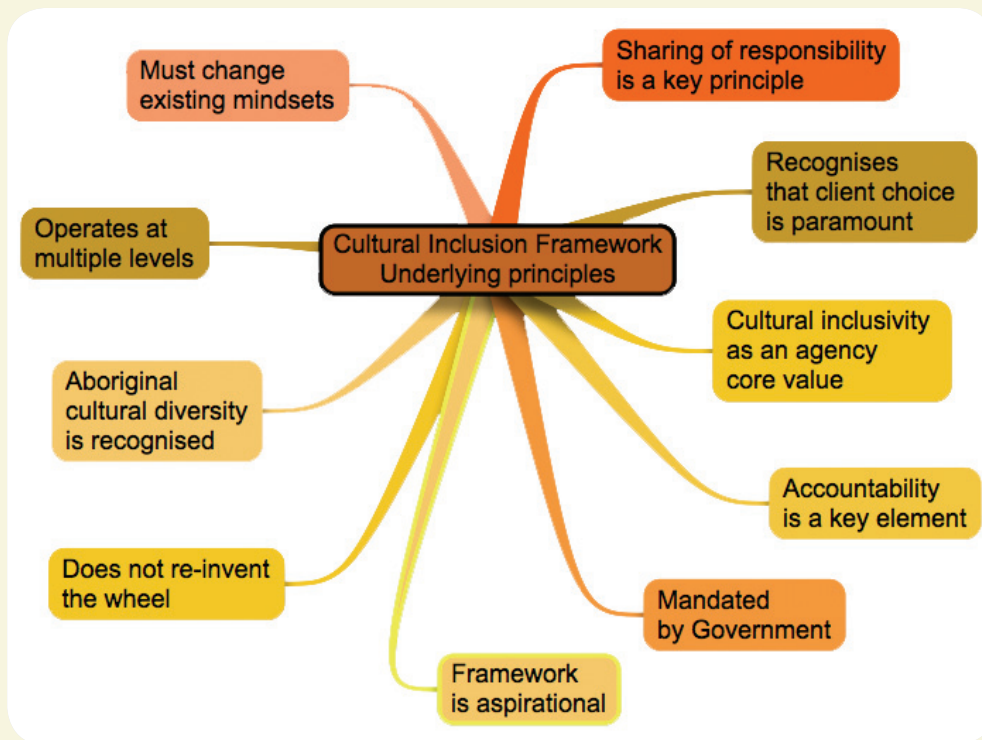 Cultural Inclusion Framework
Underlying principles
Sharing of responsibility
is a key principle
Recognises
that client choice
is paramount
Cultural inclusivity
as an agency
core value
Accountability
is a key element
Mandated
by Government
Framework
is aspirational
Does not re-invent
the wheel
Aboriginal
cultural diversity
is recognised
Operates at
multiple levels
Must change
existing mindsets